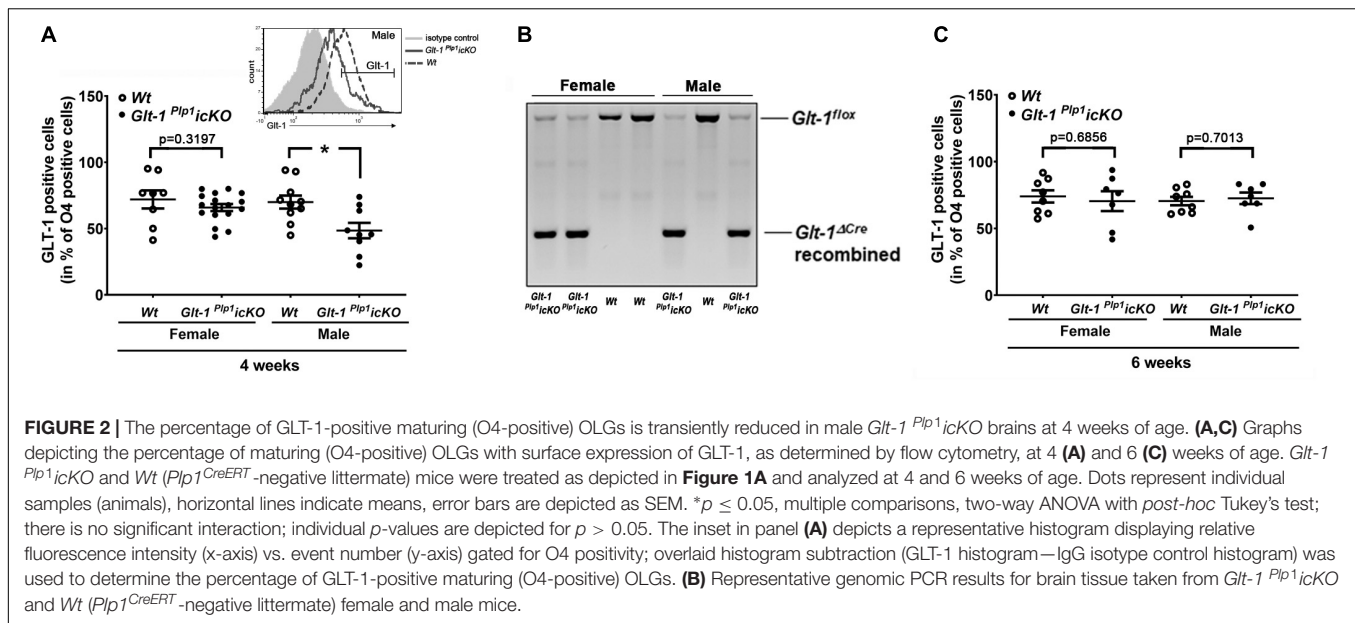 A
27
14
0
count
-10
10²
10⁵
Glt-1
Male
Glt-1
isotype control
Glt-1 Plp1icKO
Wt
Wt
Glt-1 Plp1icKO
150
100
50
0
GLT-1 positive cells
(in % of O4 positive cells)
p=0.3197
*
Wt
Glt-1 Plp1icKO
Wt
Glt-1 Plp1icKO
Female
Male
4 weeks
B
Female
Male
Glt-1flox
Glt-1ΔCre
recombined
Glt-1 Plp1icKO
Glt-1 Plp1icKO
Wt
Wt
Glt-1 Plp1icKO
Wt
Glt-1 Plp1icKO
C
Wt
Glt-1 Plp1icKO
150
100
50
0
GLT-1 positive cells
(in % of O4 positive cells)
p=0.6856
p=0.7013
Wt
Glt-1 Plp1icKO
Wt
Glt-1 Plp1icKO
Female
Male
6 weeks
FIGURE 2 | The percentage of GLT-1-positive maturing (O4-positive) OLGs is transiently reduced in male Glt-1 Plp1icKO brains at 4 weeks of age. (A,C) Graphs
depicting the percentage of maturing (O4-positive) OLGs with surface expression of GLT-1, as determined by flow cytometry, at 4 (A) and 6 (C) weeks of age. Glt-1
Plp1icKO and Wt (Plp1CreERT-negative littermate) mice were treated as depicted in Figure 1A and analyzed at 4 and 6 weeks of age. Dots represent individual
samples (animals), horizontal lines indicate means, error bars are depicted as SEM. *p ≤ 0.05, multiple comparisons, two-way ANOVA with post-hoc Tukey's test;
there is no significant interaction; individual p-values are depicted for p > 0.05. The inset in panel (A) depicts a representative histogram displaying relative
fluorescence intensity (x-axis) vs. event number (y-axis) gated for O4 positivity; overlaid histogram subtraction (GLT-1 histogram—IgG isotype control histogram) was
used to determine the percentage of GLT-1-positive maturing (O4-positive) OLGs. (B) Representative genomic PCR results for brain tissue taken from Glt-1 Plp1icKO
and Wt (Plp1CreERT-negative littermate) female and male mice.